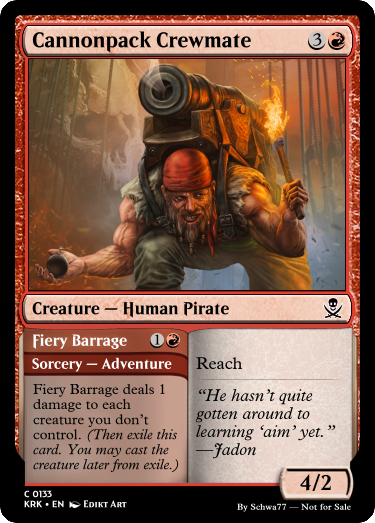 Cannonpack Crewmate 3
Creature — Human Pirate
Fiery Barrage 1
Sorcery — Adventure
Fiery Barrage deals 1
damage to each
creature you don't
control. (Then exile this
card. You may cast the
creature later from exile.)
Reach
“He hasn't quite
gotten around to
learning ‘aim’ yet.”
—Jadon
4/2
C 0133
KRK • EN Edikt Art
By Schwa77 — Not for Sale